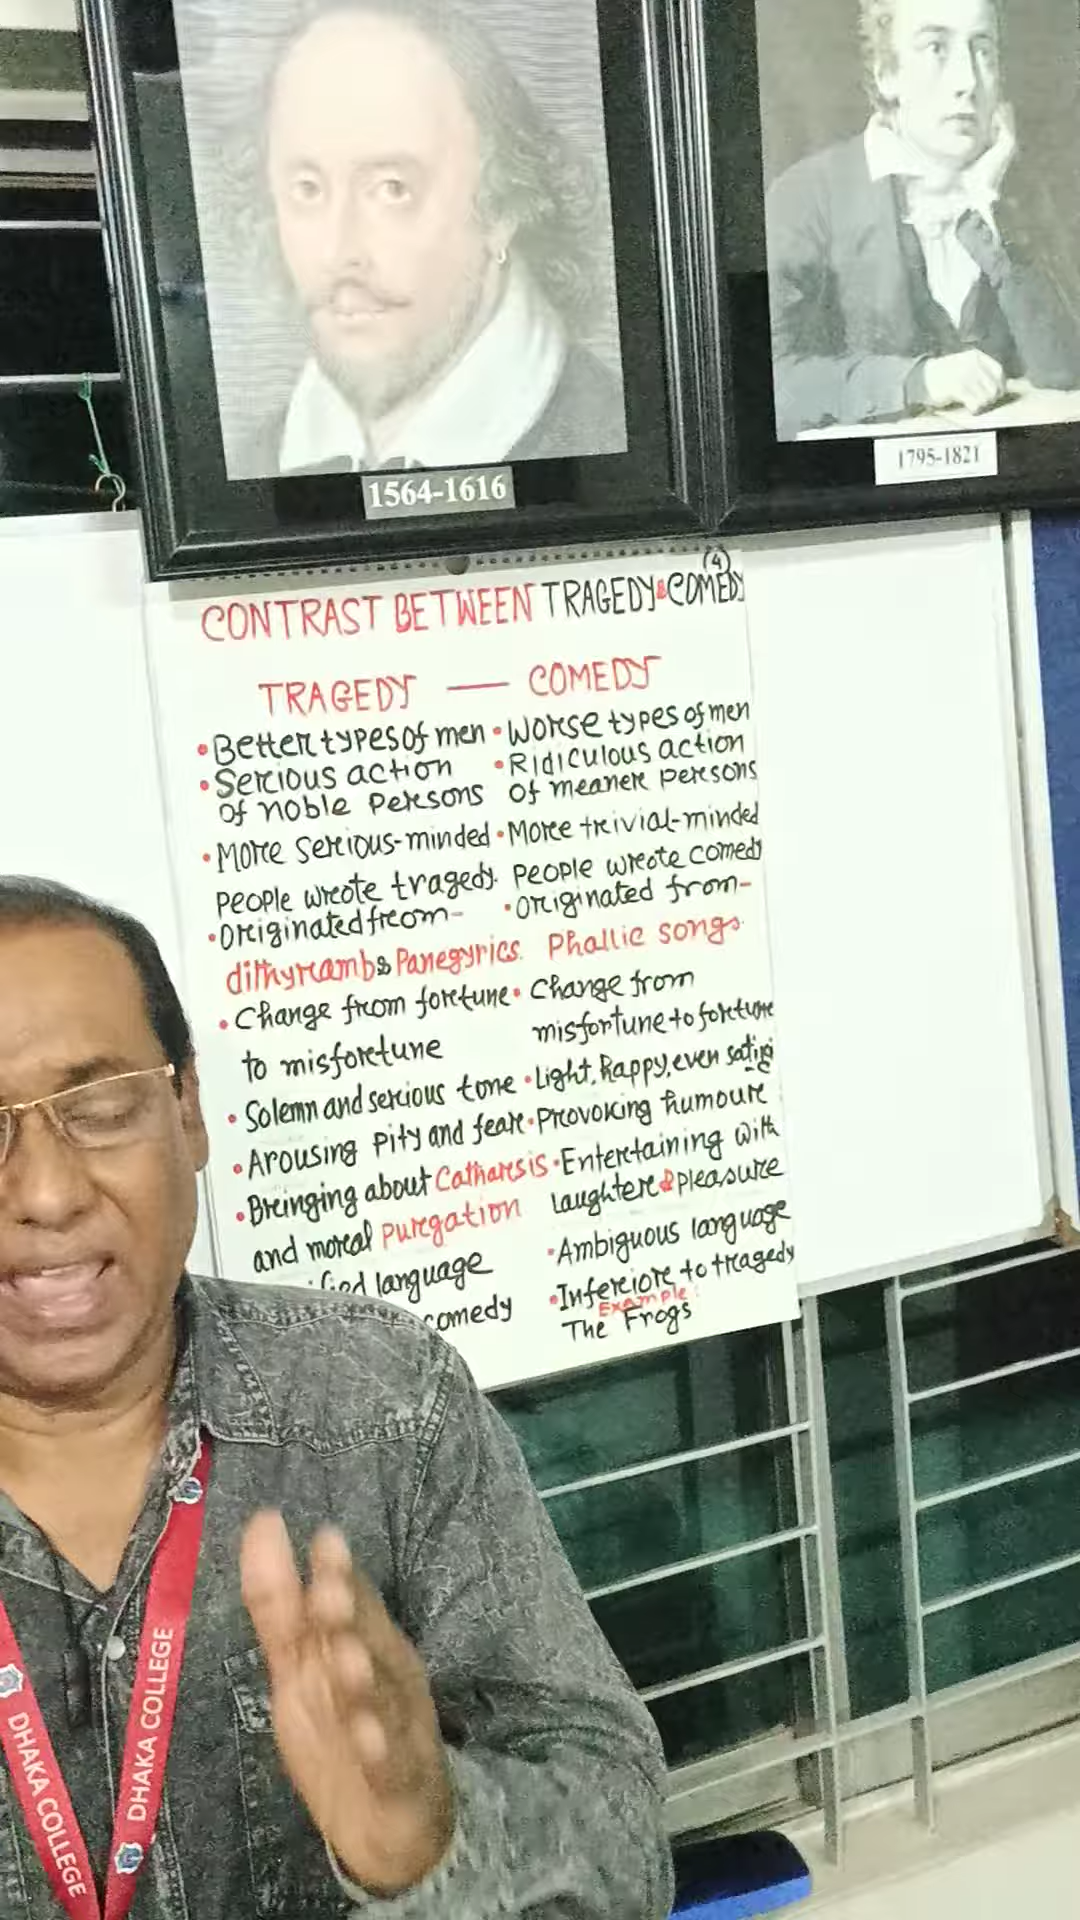 1564-1616
1795-1821
(4)
CONTRAST BETWEEN TRAGEDY & COMEDY
TRAGEDY — COMEDY
• Better types of men • Worse types of men
• Serious action • Ridiculous action
of noble persons of meaner persons
• More serious-minded • More trivial-minded
People wrote tragedy. People wrote comedy
• Originated from- • Originated from-
dithyrambs Panegyrics. Phallic songs.
• Change from fortune • Change from
to misfortune misfortune to fortune
• Solemn and serious tone • Light, happy, even satiric
• Arousing Pity and fear • Provoking humour
• Bringing about Catharsis • Entertaining with
and moral purgation laughter & pleasure
language • Ambiguous language
comedy • Inferior to tragedy
Example:
The Frogs
DHAKA COLLEGE
DHAKA COLLEGE